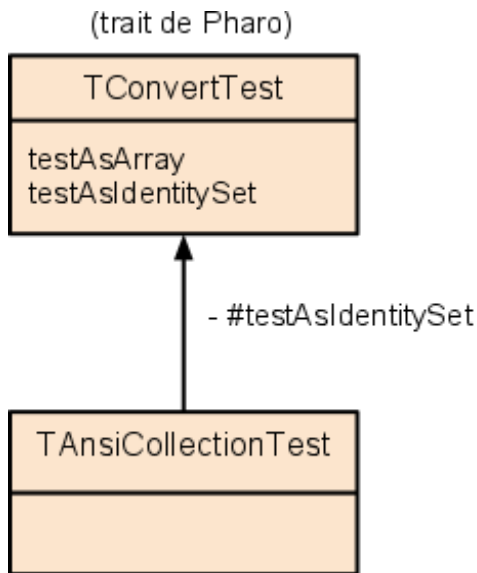 (trait de Pharo)
TConvertTest
testAsArray
testAsIdentitySet
- #testAsIdentitySet
TAnsiCollectionTest